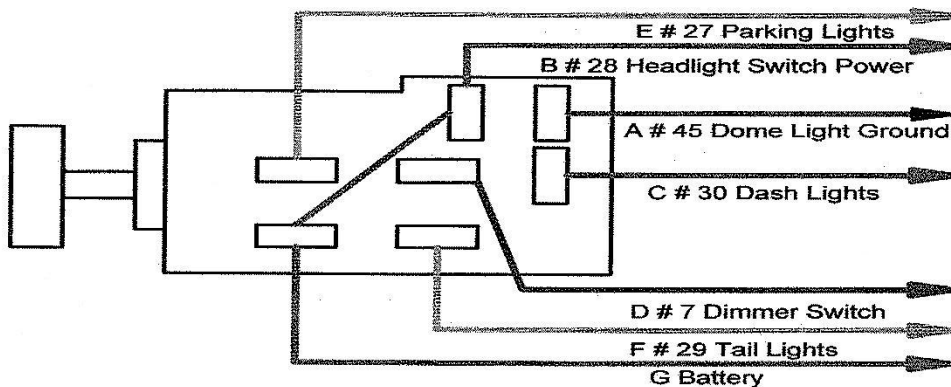 E # 27 Parking Lights
B # 28 Headlight Switch Power
A # 45 Dome Light Ground
C # 30 Dash Lights
D # 7 Dimmer Switch
F # 29 Tail Lights
G Battery